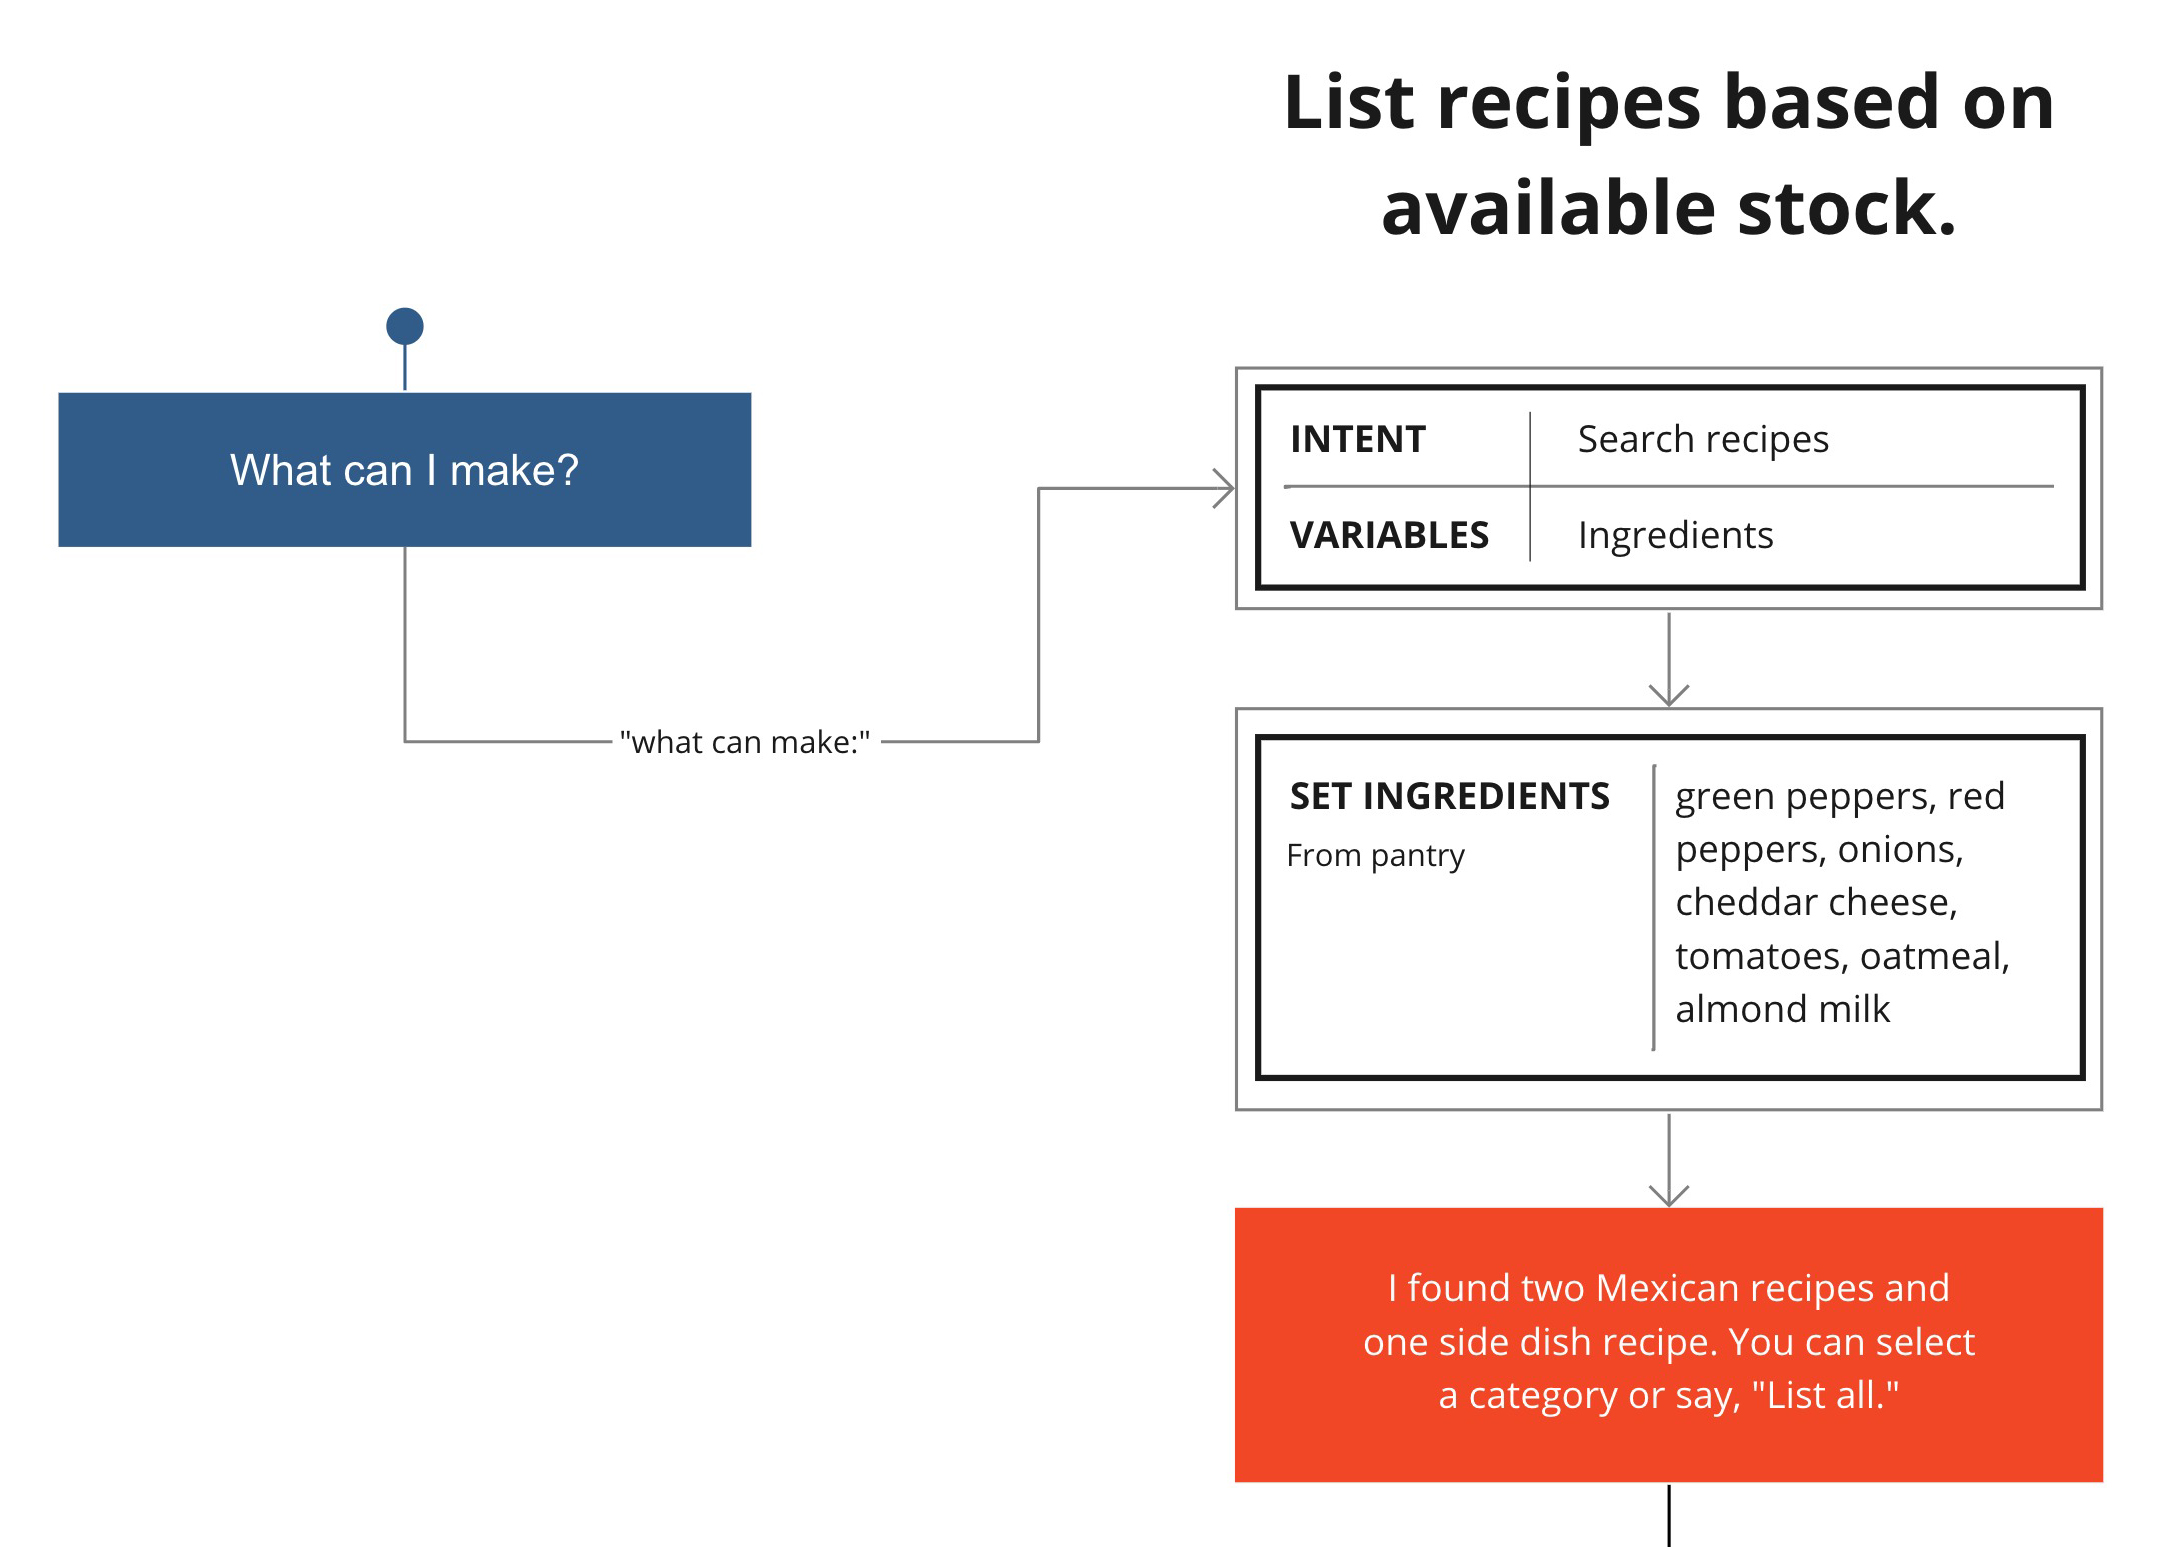 List recipes based on
available stock.
What can I make?
"what can make:"
INTENT
Search recipes
VARIABLES
Ingredients
SET INGREDIENTS
From pantry
green peppers, red
peppers, onions,
cheddar cheese,
tomatoes, oatmeal,
almond milk
I found two Mexican recipes and
one side dish recipe. You can select
a category or say, "List all."